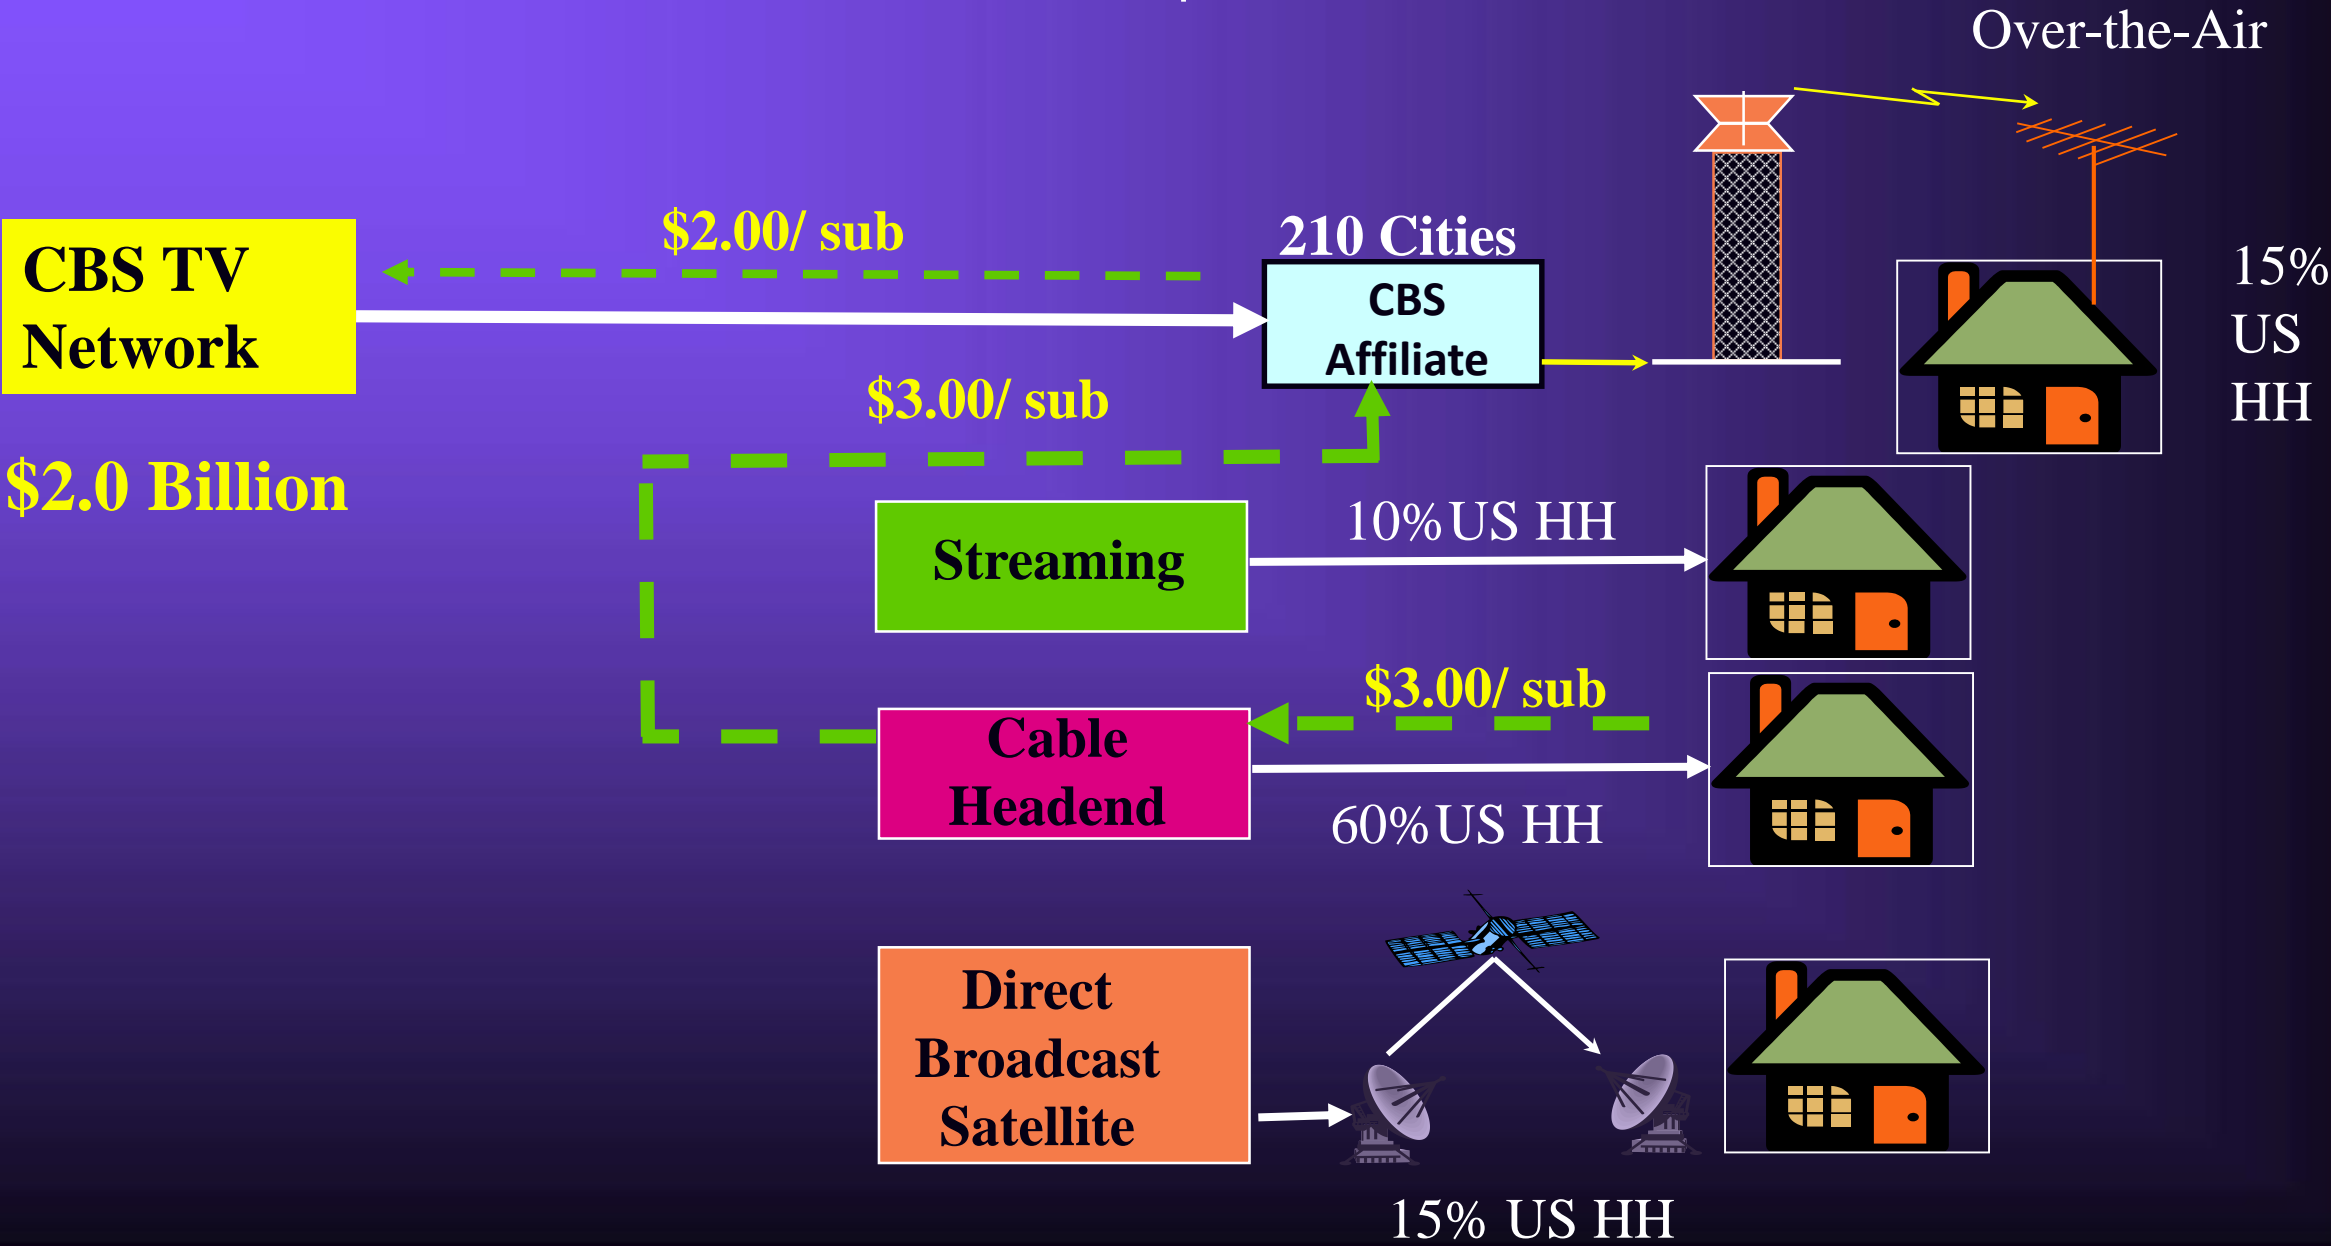 Over-the-Air
$2.00/ sub
210 Cities
CBS TV
Network
CBS
Affiliate
15%
US
HH
$3.00/ sub
$2.0 Billion
10%US HH
Streaming
$3.00/ sub
Cable
Headend
60%US HH
Direct
Broadcast
Satellite
15% US HH